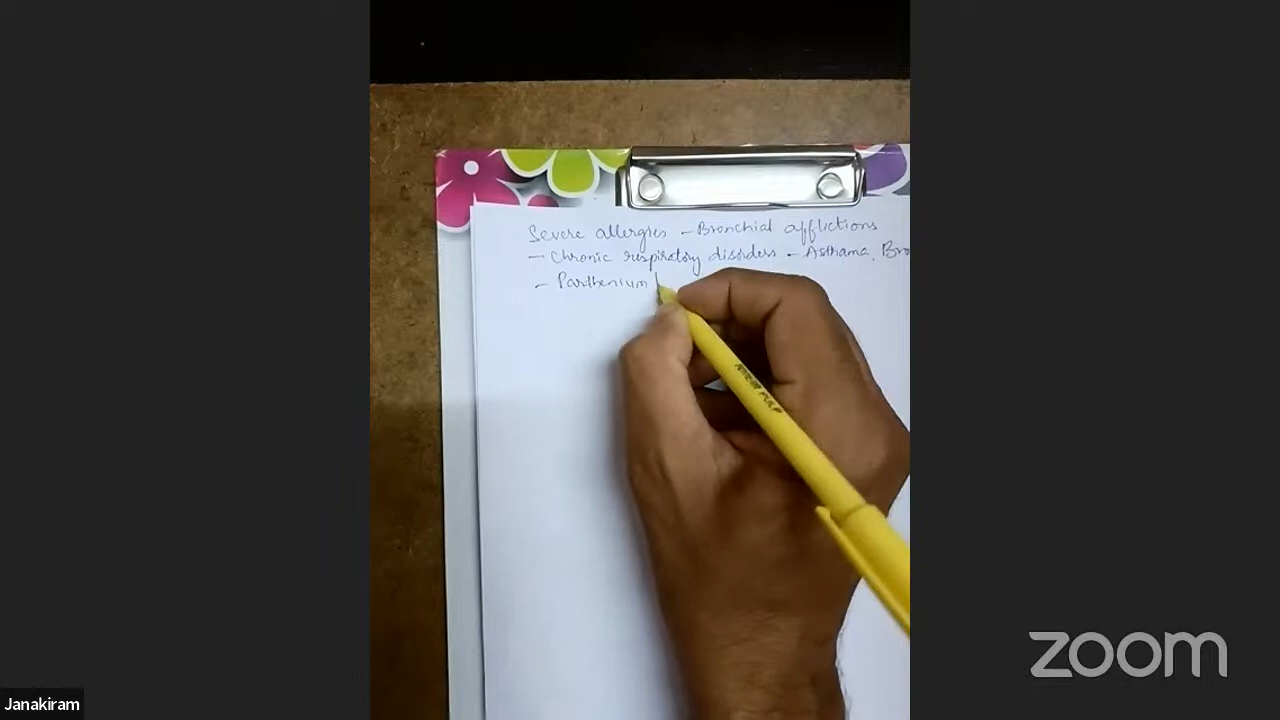 Severe allergies - Bronchial afflictions
- Chronic respiratory disorders - Asthama, Bro
- Parthenium
Janakiram
zoom